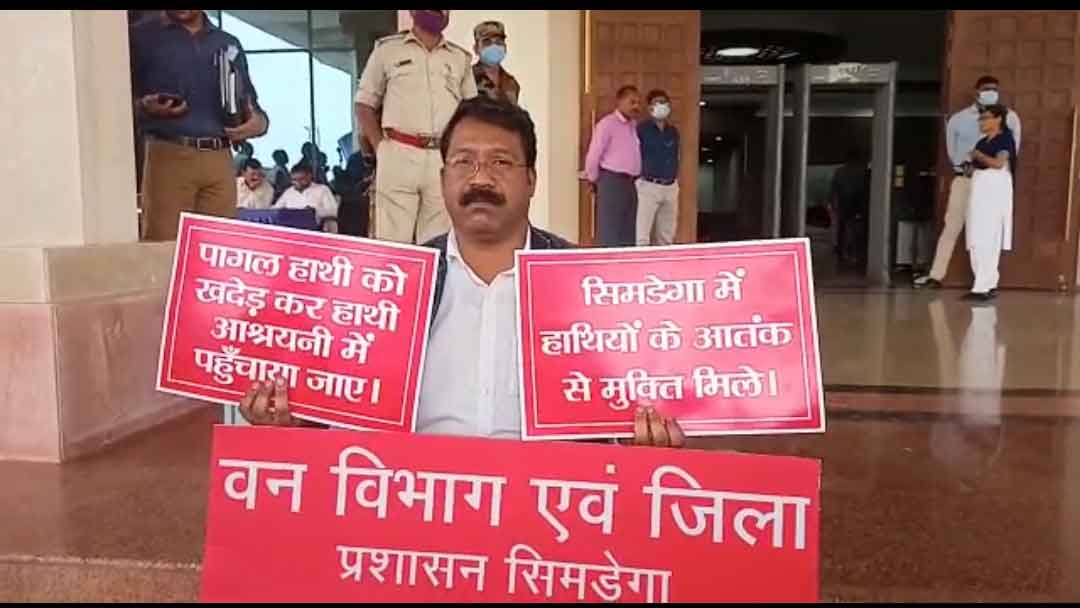 पागल हाथी को
खदेड़ कर हाथी
आश्रयनी में
पहुँचाया जाए।
सिमडेगा में
हाथियों के आतंक
से मुक्ति मिले।
वन विभाग एवं जिला
प्रशासन सिमडेगा